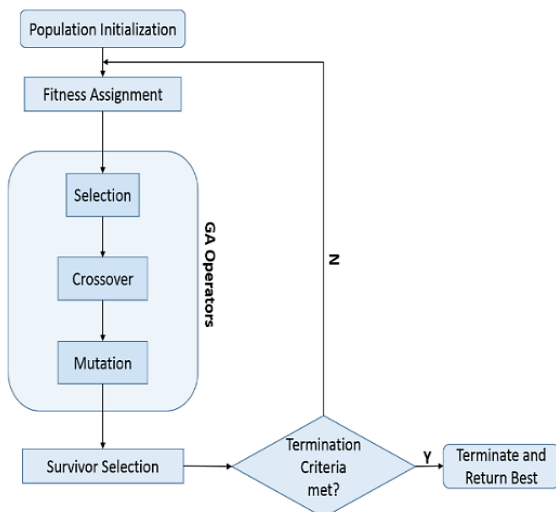 Population Initialization
Fitness Assignment
Selection
Crossover
Mutation
GA Operators
Survivor Selection
Termination
Criteria
met?
N
Y
Terminate and
Return Best